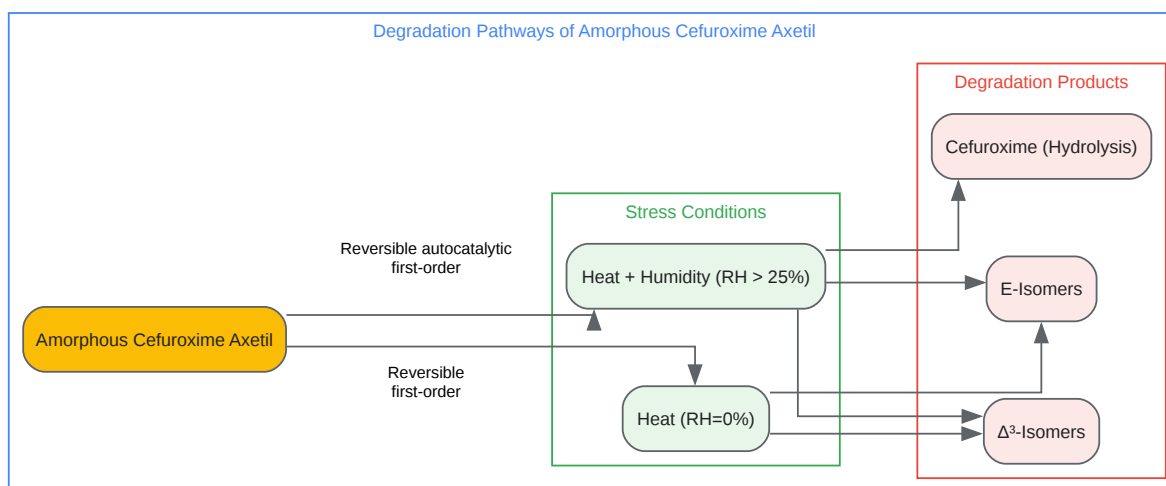 Degradation Pathways of Amorphous Cefuroxime Axetil
Degradation Products
Cefuroxime (Hydrolysis)
Stress Conditions
Reversible autocatalytic
first-order
Heat + Humidity (RH > 25%)
E-Isomers
Amorphous Cefuroxime Axetil
Reversible
first-order
Heat (RH=0%)
Δ³-Isomers